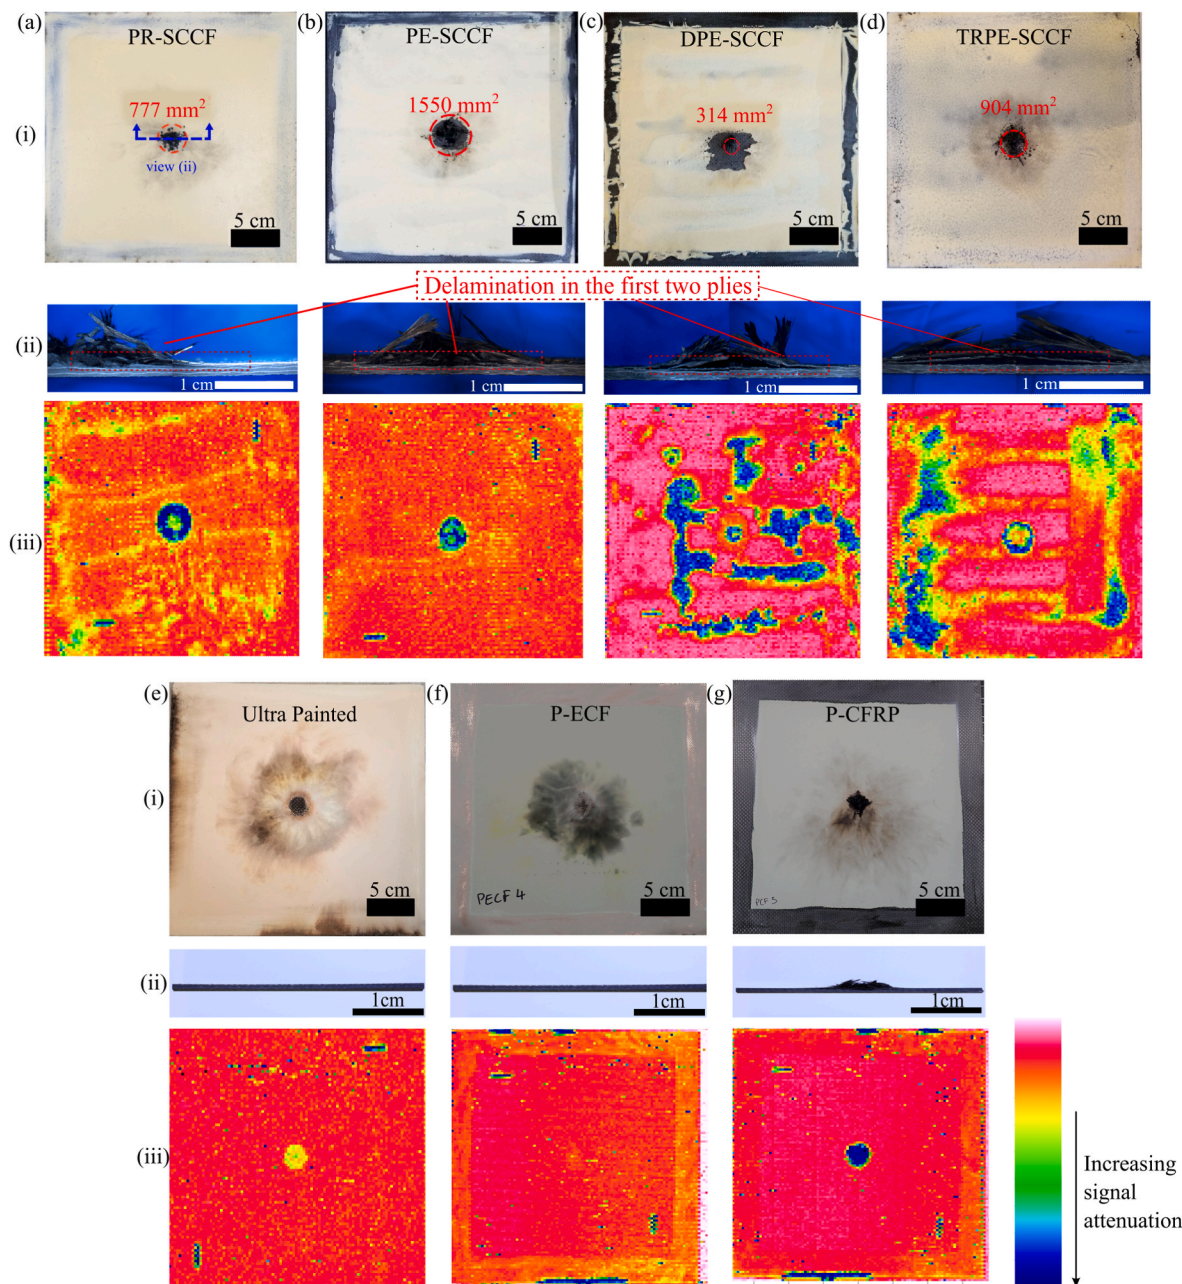 (a) (b) (c) (d)
PR-SCCF PE-SCCF DPE-SCCF TRPE-SCCF
777 mm² 1550 mm² 314 mm² 904 mm²
(i)
view (ii)
5 cm 5 cm 5 cm 5 cm
Delamination in the first two plies
(ii)
1 cm 1 cm 1 cm 1 cm
(iii)
(e) (f) (g)
Ultra Painted P-ECF P-CFRP
(i)
PECF 4 PCF 5
5 cm 5 cm 5 cm
(ii)
1cm 1cm 1cm
(iii)
Increasing
signal
attenuation